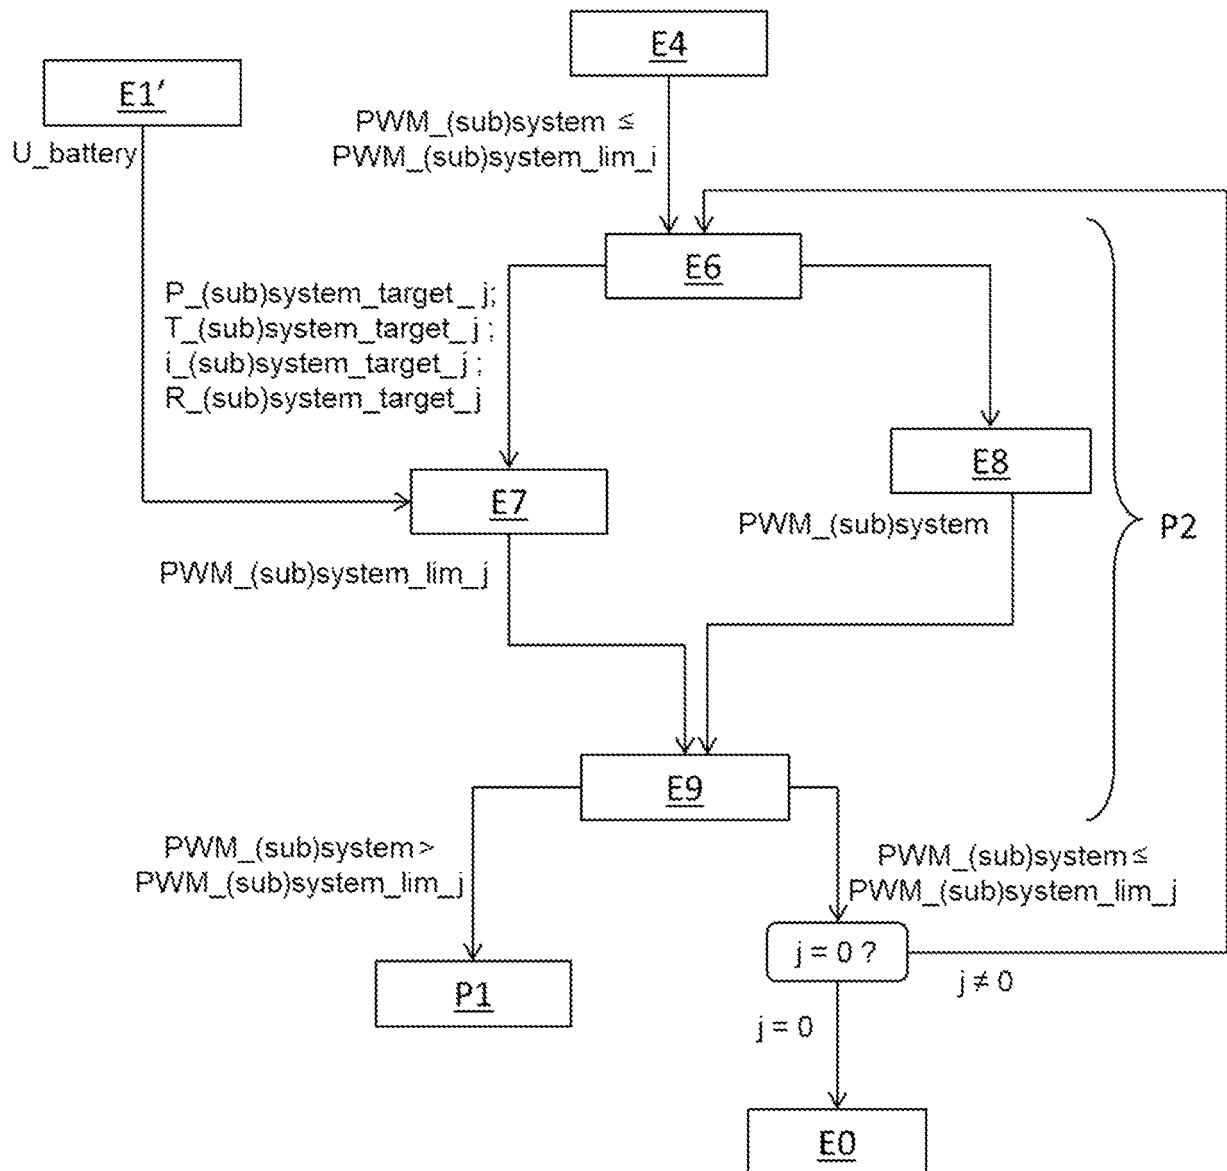 E4
E1'
U_battery
PWM_(sub)system ≤
PWM_(sub)system_lim_i
E6
P_(sub)system_target_j;
T_(sub)system_target_j ;
i_(sub)system_target_j ;
R_(sub)system_target_j
E8
E7
PWM_(sub)system
P2
PWM_(sub)system_lim_j
E9
PWM_(sub)system >
PWM_(sub)system_lim_j
PWM_(sub)system ≤
PWM_(sub)system_lim_j
j = 0 ?
j ≠ 0
P1
j = 0
E0